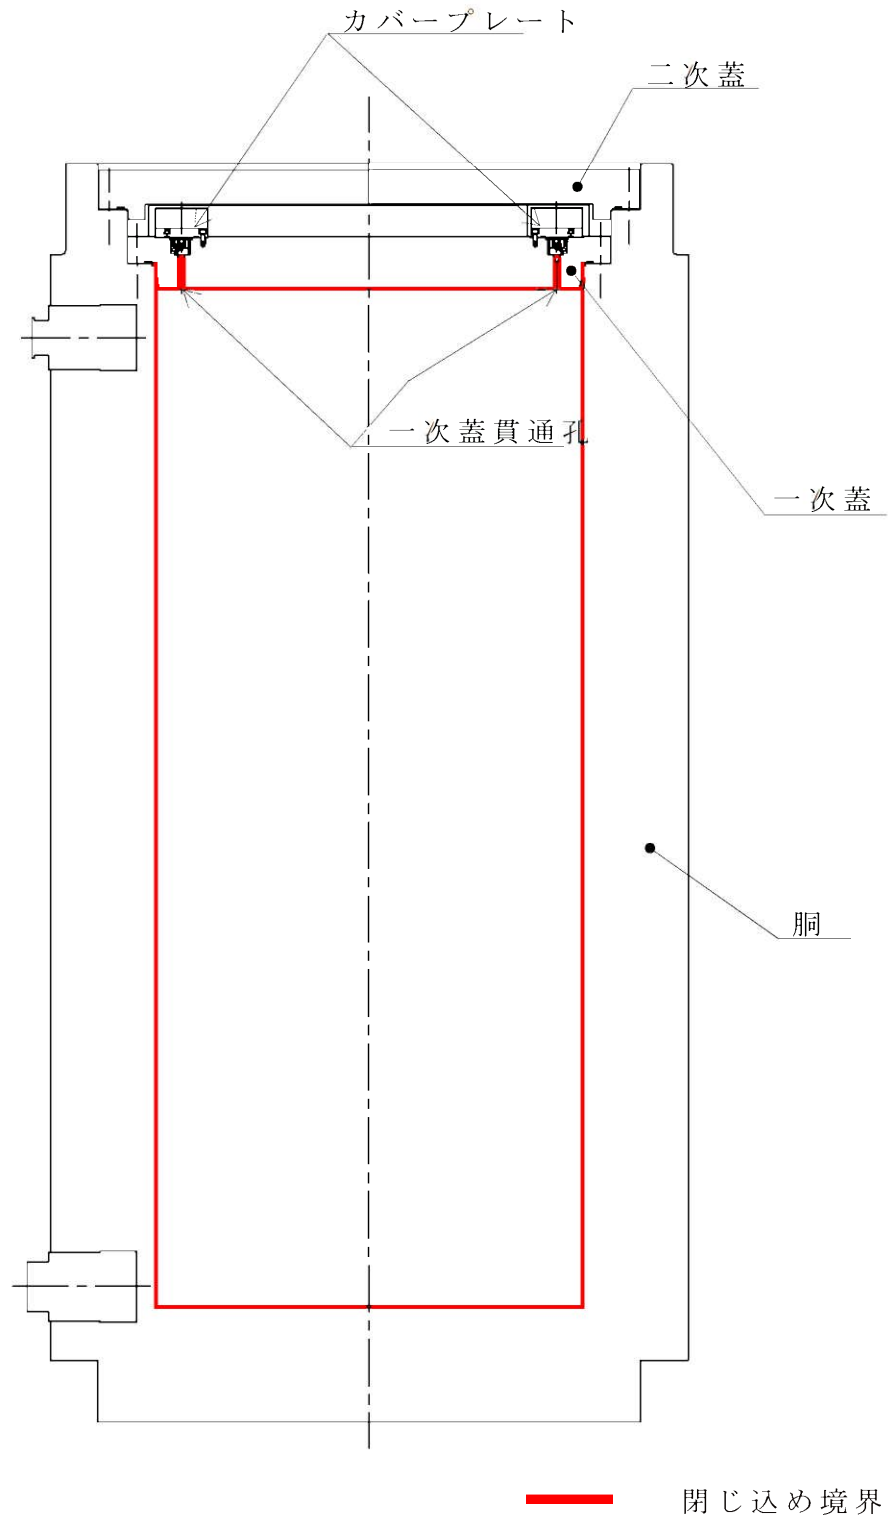 カバープレート
二次蓋
一次蓋貫通孔
一次蓋
胴
閉じ込め境界